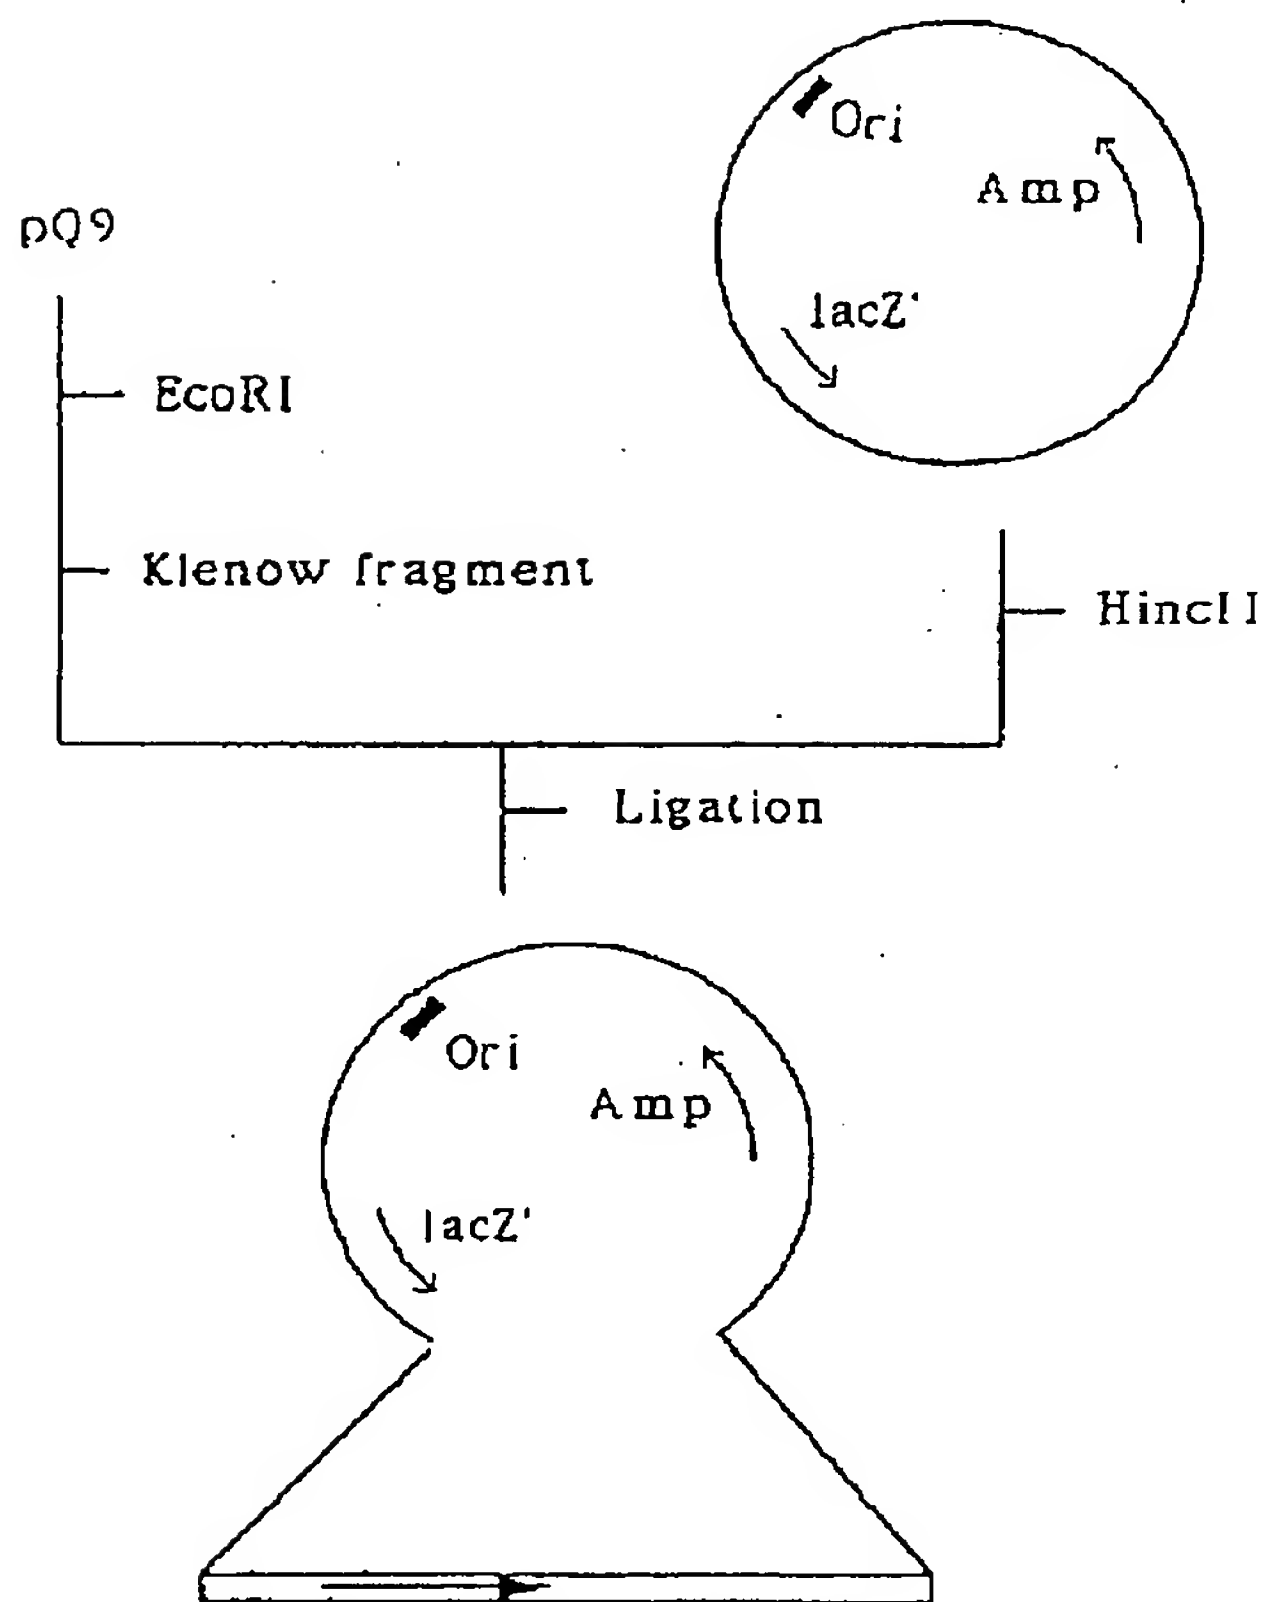 Ori
Amp
pQ9
lacZ'
EcoRI
Klenow fragment
HincII
Ligation
Ori
Amp
lacZ'